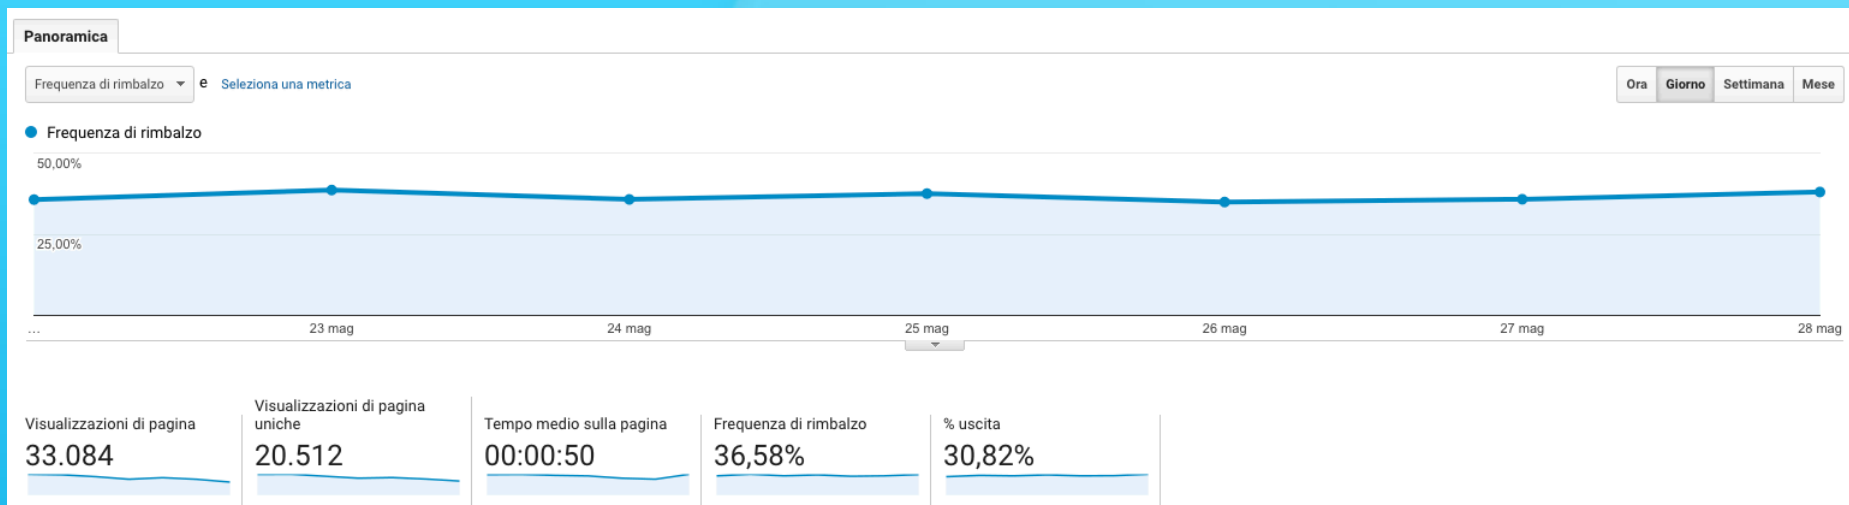 Panoramica
Frequenza di rimbalzo e Seleziona una metrica
Ora Giorno Settimana Mese
Frequenza di rimbalzo
50,00%
25,00%
... 23 mag 24 mag 25 mag 26 mag 27 mag 28 mag
Visualizzazioni di pagina
33.084
Visualizzazioni di pagina
uniche
20.512
Tempo medio sulla pagina
00:00:50
Frequenza di rimbalzo
36,58%
% uscita
30,82%